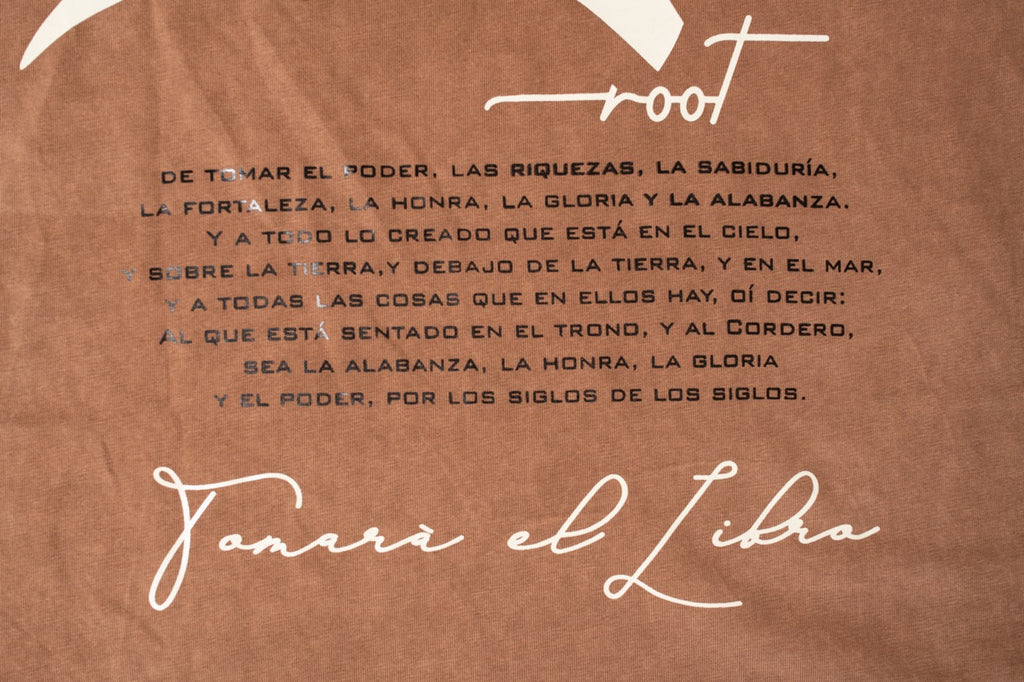 root
DE TOMAR EL PODER, LAS RIQUEZAS, LA SABIDURÍA,
LA FORTALEZA, LA HONRA, LA GLORIA Y LA ALABANZA.
Y A TODO LO CREADO QUE ESTÁ EN EL CIELO,
Y SOBRE LA TIERRA,Y DEBAJO DE LA TIERRA, Y EN EL MAR,
Y A TODAS LAS COSAS QUE EN ELLOS HAY, OÍ DECIR:
AL QUE ESTÁ SENTADO EN EL TRONO, Y AL CORDERO,
SEA LA ALABANZA, LA HONRA, LA GLORIA
Y EL PODER, POR LOS SIGLOS DE LOS SIGLOS.
Tomarà el Libro